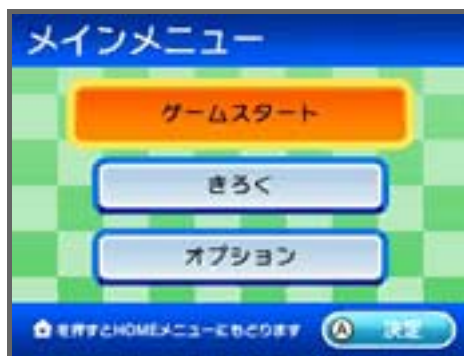 メインメニュー
ゲームスタート
きろく
オプション
を押すとHOMEメニューにもどります
Ⓐ 決定